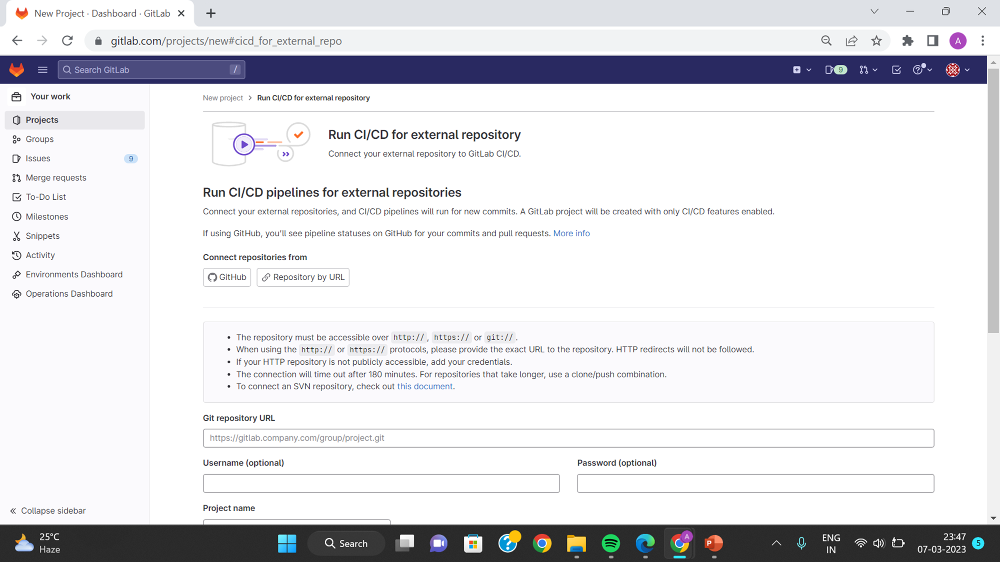 New Project · Dashboard · GitLab
gitlab.com/projects/new#cicd_for_external_repo
A
Search GitLab /
9
Your work
Projects
Groups
Issues 9
Merge requests
To-Do List
Milestones
Snippets
Activity
Environments Dashboard
Operations Dashboard
Collapse sidebar
New project > Run CI/CD for external repository
Run CI/CD for external repository
Connect your external repository to GitLab CI/CD.
Run CI/CD pipelines for external repositories
Connect your external repositories, and CI/CD pipelines will run for new commits. A GitLab project will be created with only CI/CD features enabled.
If using GitHub, you’ll see pipeline statuses on GitHub for your commits and pull requests. More info
Connect repositories from
GitHub Repository by URL
• The repository must be accessible over http://, https:// or git://.
• When using the http:// or https:// protocols, please provide the exact URL to the repository. HTTP redirects will not be followed.
• If your HTTP repository is not publicly accessible, add your credentials.
• The connection will time out after 180 minutes. For repositories that take longer, use a clone/push combination.
• To connect an SVN repository, check out this document.
Git repository URL
https://gitlab.company.com/group/project.git
Username (optional) Password (optional)
Project name
25°C
Haze
Search
A
P
ENG
IN
23:47
07-03-2023
5